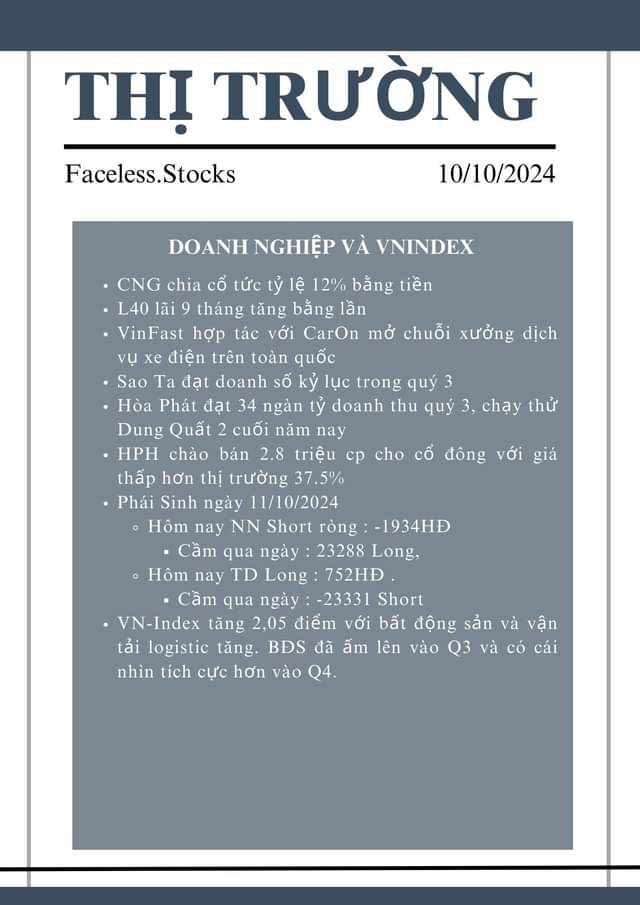 THỊ TRƯỜNG
Faceless.Stocks 10/10/2024
DOANH NGHIỆP VÀ VNINDEX
• CNG chia cổ tức tỷ lệ 12% bằng tiền
• L40 lãi 9 tháng tăng bằng lần
• VinFast hợp tác với CarOn mở chuỗi xưởng dịch
vụ xe điện trên toàn quốc
• Sao Ta đạt doanh số kỷ lục trong quý 3
• Hòa Phát đạt 34 ngàn tỷ doanh thu quý 3, chạy thử
Dung Quất 2 cuối năm nay
• HPH chào bán 2.8 triệu cp cho cổ đông với giá
thấp hơn thị trường 37.5%
• Phái Sinh ngày 11/10/2024
◦ Hôm nay NN Short ròng : -1934HĐ
▪ Cầm qua ngày : 23288 Long,
◦ Hôm nay TD Long : 752HĐ .
▪ Cầm qua ngày : -23331 Short
• VN-Index tăng 2,05 điểm với bất động sản và vận
tải logistic tăng. BĐS đã ấm lên vào Q3 và có cái
nhìn tích cực hơn vào Q4.